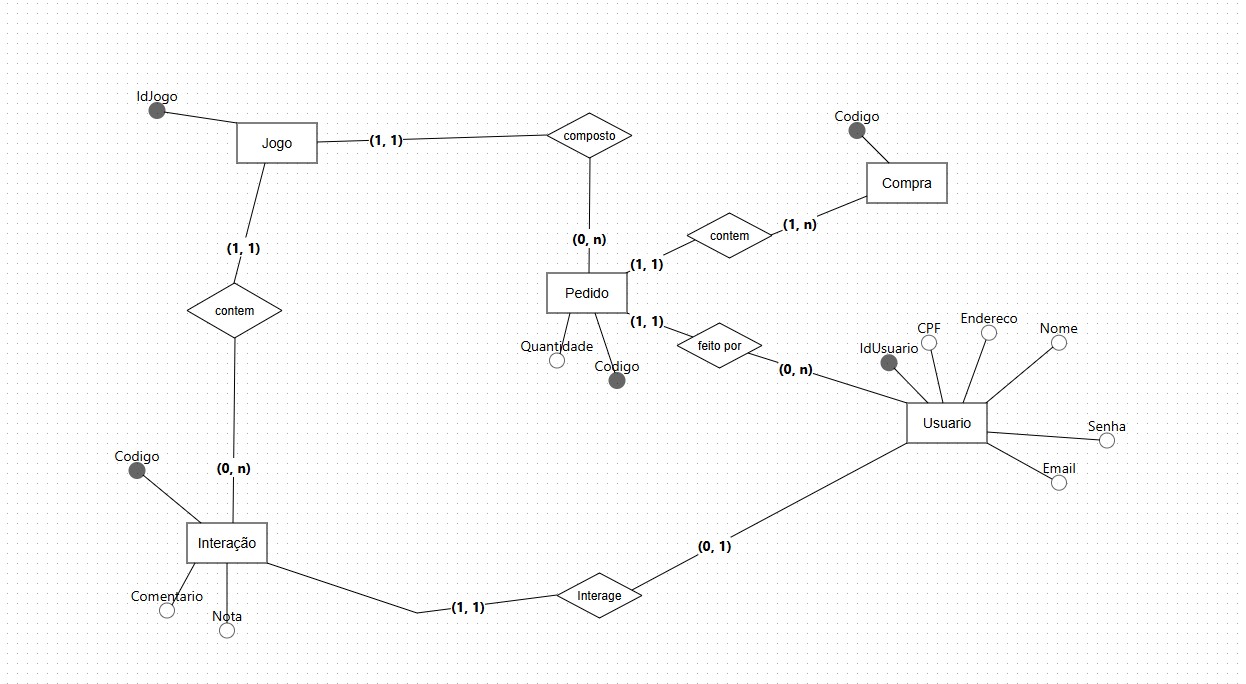 IdJogo
Jogo
(1, 1)
composto
Codigo
Compra
(1, n)
contem
(0, n)
(1, 1)
(1, 1)
contem
Pedido
(1, 1)
feito por
(0, n)
Quantidade
Codigo
IdUsuario
CPF
Endereco
Nome
Usuario
Senha
Email
Codigo
(0, n)
Interação
Comentario
Nota
(1, 1)
Interage
(0, 1)